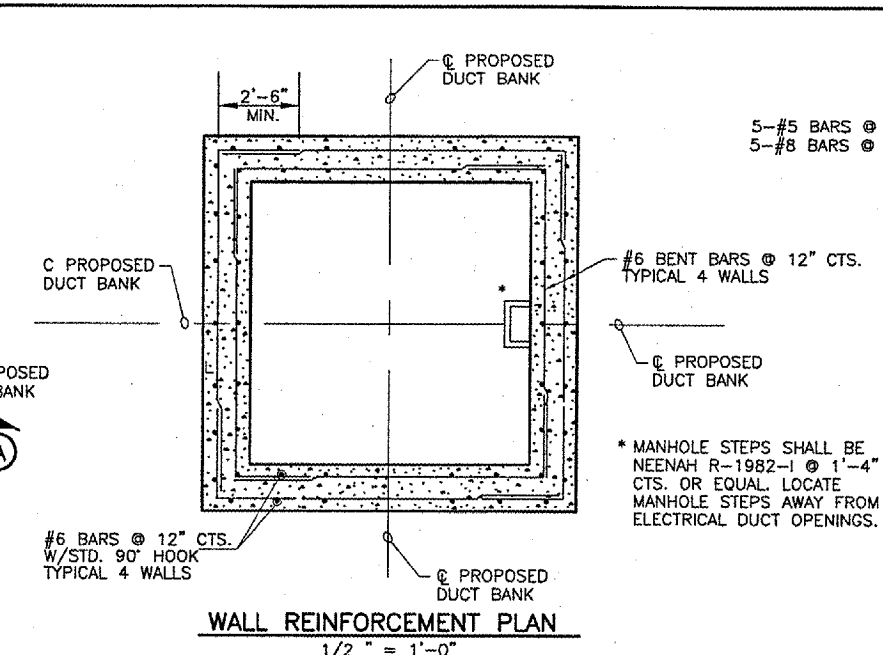 ℄ PROPOSED
DUCT BANK
2'-6"
MIN.
5-#5 BARS @
5-#8 BARS @
C PROPOSED
DUCT BANK
#6 BENT BARS @ 12" CTS.
TYPICAL 4 WALLS
*
POSED
BANK
℄ PROPOSED
DUCT BANK
A
* MANHOLE STEPS SHALL BE
NEENAH R-1982-I @ 1'-4"
CTS. OR EQUAL. LOCATE
MANHOLE STEPS AWAY FROM
ELECTRICAL DUCT OPENINGS.
#6 BARS @ 12" CTS.
W/STD. 90° HOOK
TYPICAL 4 WALLS
℄ PROPOSED
DUCT BANK
WALL REINFORCEMENT PLAN
1/2 " = 1'-0"